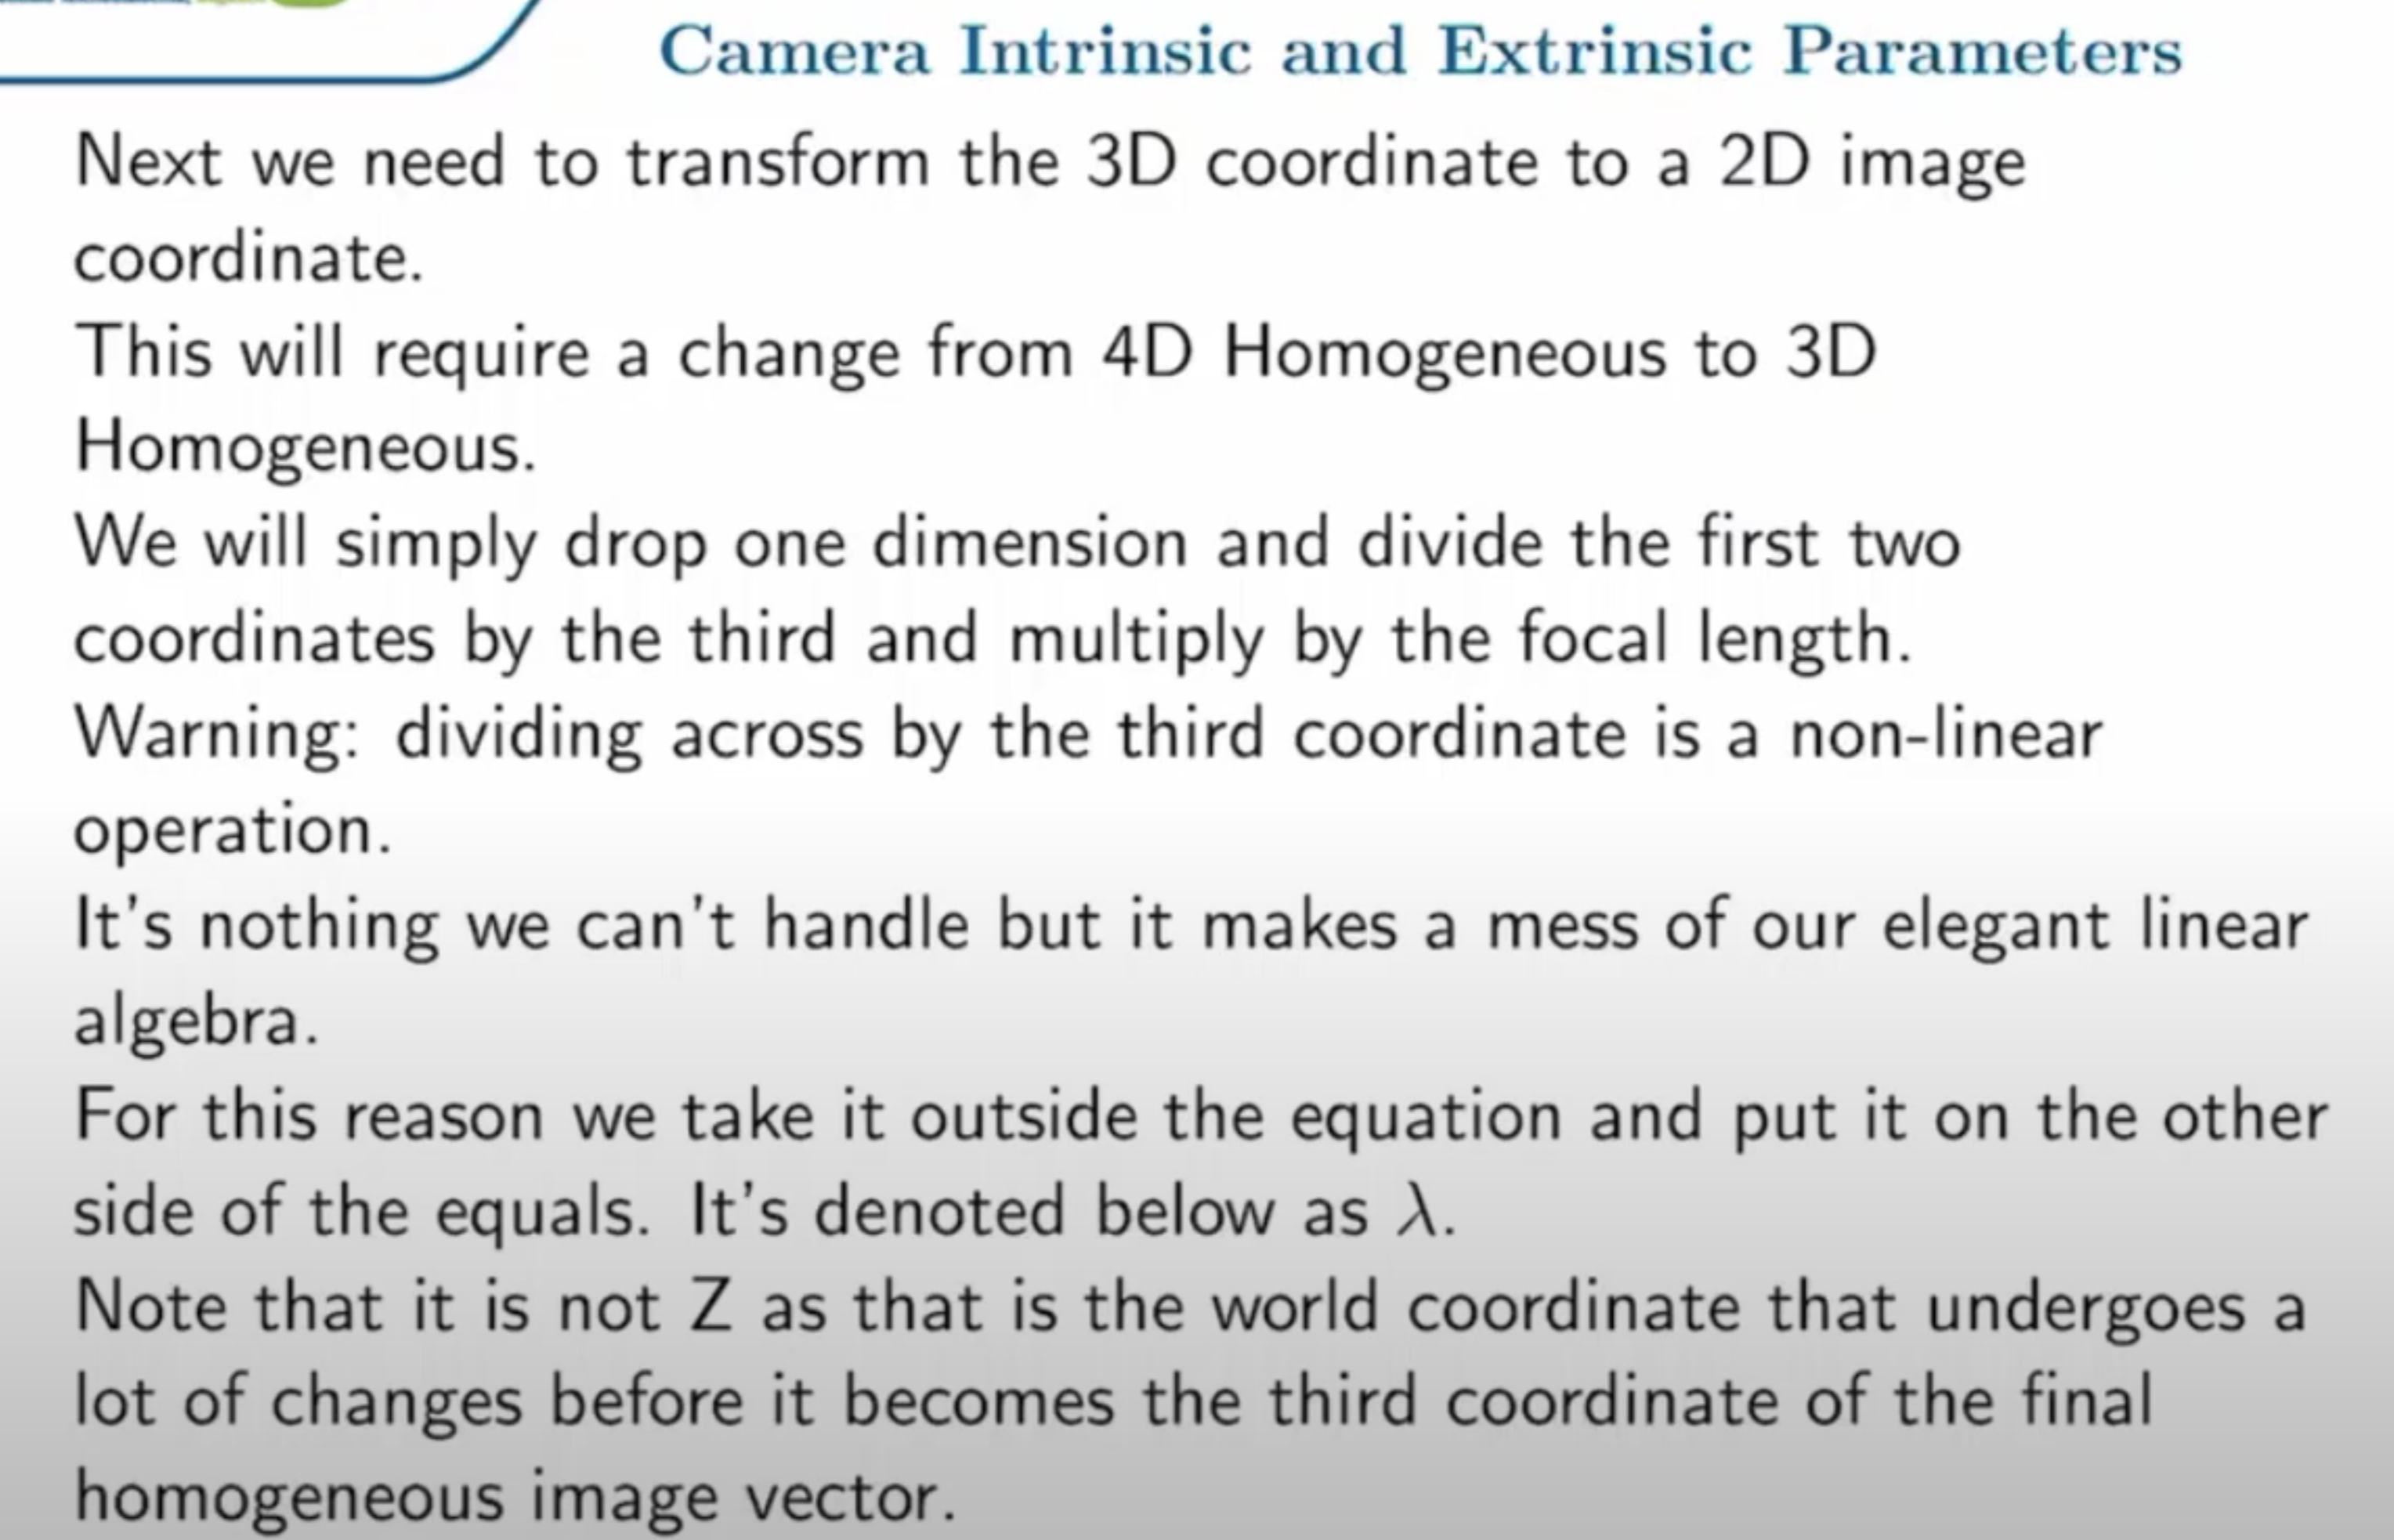 Camera Intrinsic and Extrinsic Parameters
Next we need to transform the 3D coordinate to a 2D image
coordinate.
This will require a change from 4D Homogeneous to 3D
Homogeneous.
We will simply drop one dimension and divide the first two
coordinates by the third and multiply by the focal length.
Warning: dividing across by the third coordinate is a non-linear
operation.
It's nothing we can't handle but it makes a mess of our elegant linear
algebra.
For this reason we take it outside the equation and put it on the other
side of the equals. It's denoted below as λ.
Note that it is not Z as that is the world coordinate that undergoes a
lot of changes before it becomes the third coordinate of the final
homogeneous image vector.